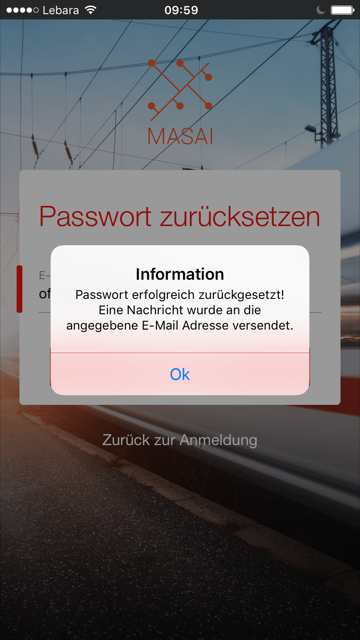 Lebara
09:59
MASAI
Passwort zurücksetzen
E-
of
Information
Passwort erfolgreich zurückgesetzt!
Eine Nachricht wurde an die
angegebene E-Mail Adresse versendet.
Ok
Zurück zur Anmeldung